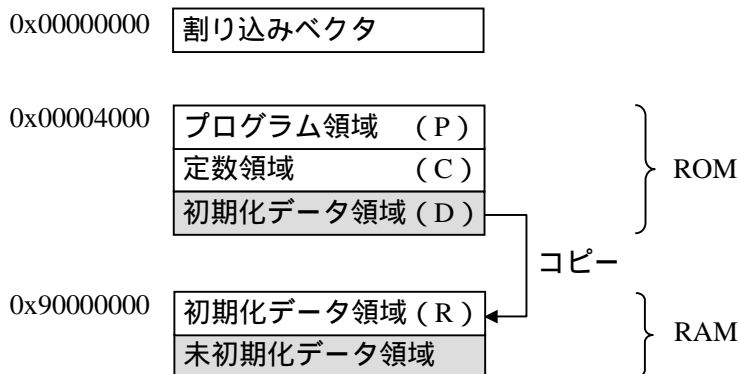 0x00000000 割り込みベクタ
0x00004000 プログラム領域 (P)
定数領域 (C)
初期化データ領域 (D)
ROM
コピー
0x90000000 初期化データ領域 (R)
未初期化データ領域
RAM